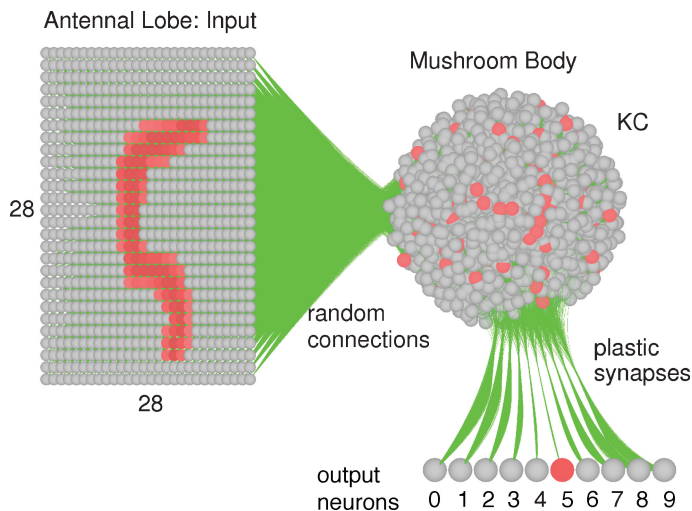 Antennal Lobe: Input
Mushroom Body
KC
28
28
random
connections
plastic
synapses
output
neurons
0 1 2 3 4 5 6 7 8 9